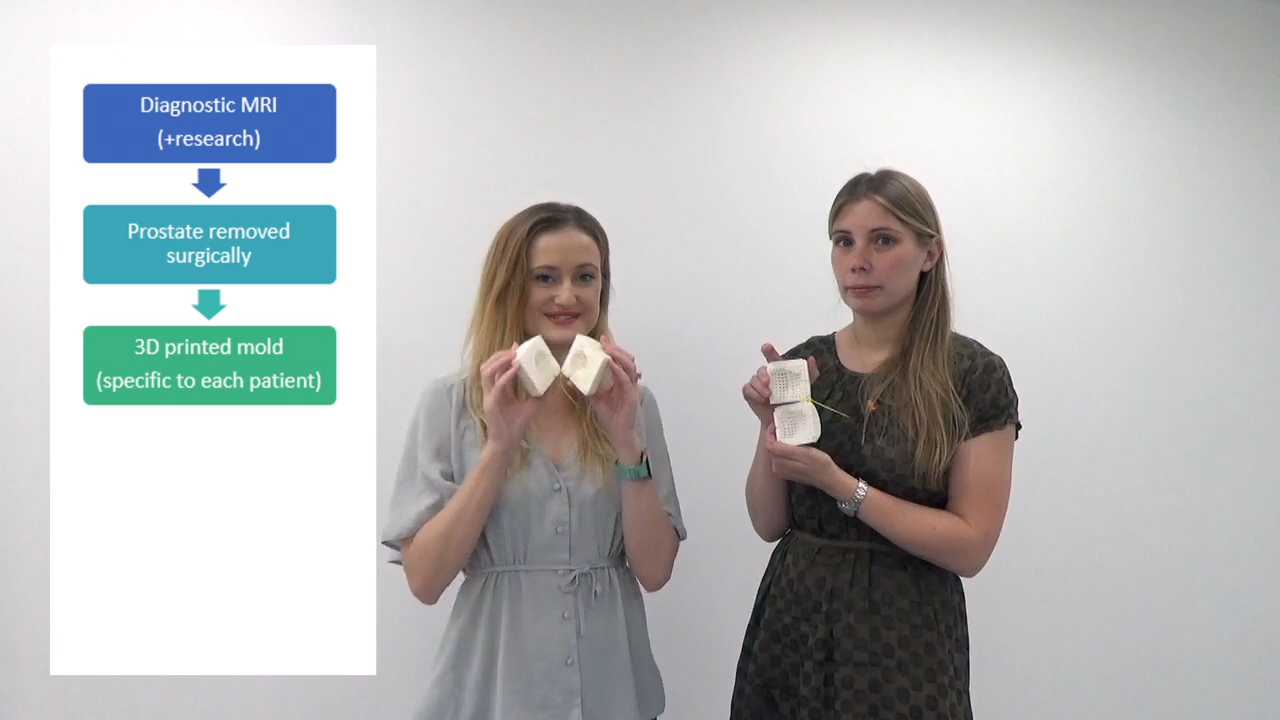 Diagnostic MRI
(+research)
Prostate removed
surgically
3D printed mold
(specific to each patient)